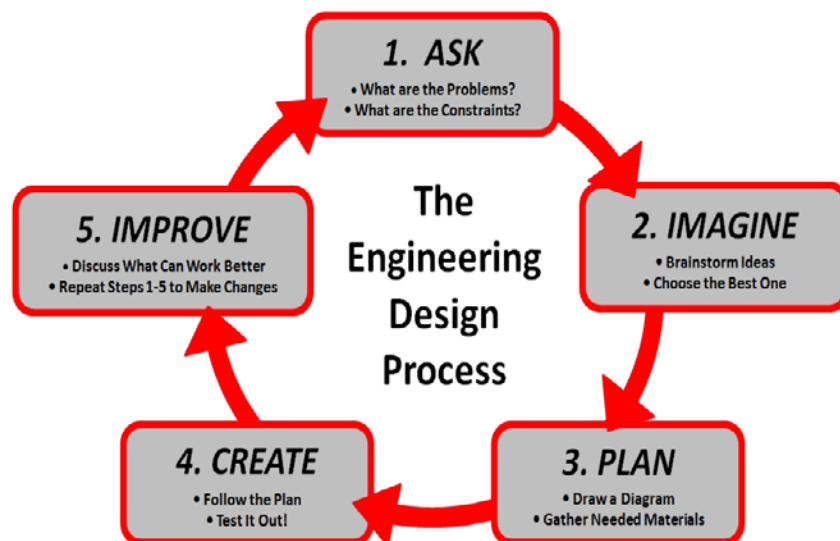 1. ASK
• What are the Problems?
• What are the Constraints?
The
Engineering
Design
Process
2. IMAGINE
• Brainstorm Ideas
• Choose the Best One
3. PLAN
• Draw a Diagram
• Gather Needed Materials
4. CREATE
• Follow the Plan
• Test It Out!
5. IMPROVE
• Discuss What Can Work Better
• Repeat Steps 1-5 to Make Changes